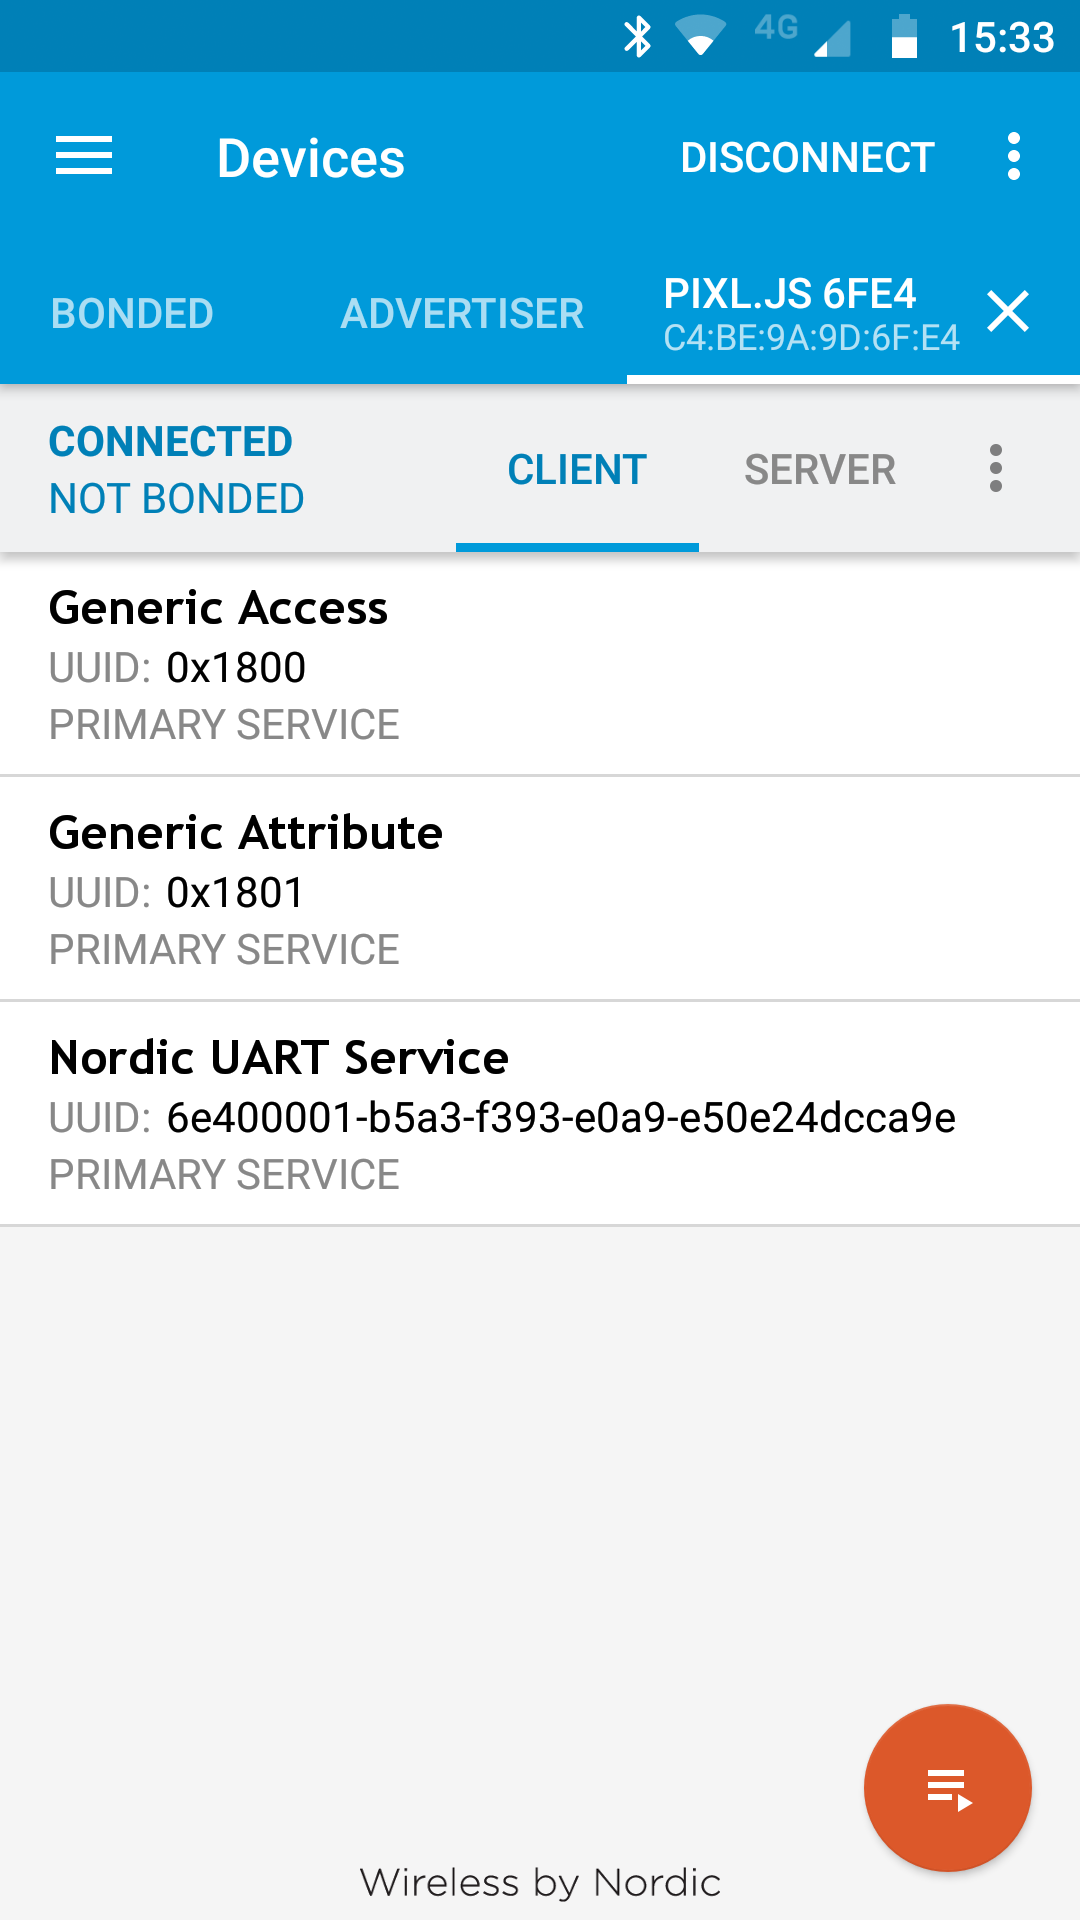 4G 15:33
Devices DISCONNECT
BONDED ADVERTISER PIXL.JS 6FE4
C4:BE:9A:9D:6F:E4
CONNECTED
NOT BONDED
CLIENT SERVER
Generic Access
UUID: 0x1800
PRIMARY SERVICE
Generic Attribute
UUID: 0x1801
PRIMARY SERVICE
Nordic UART Service
UUID: 6e400001-b5a3-f393-e0a9-e50e24dcca9e
PRIMARY SERVICE
Wireless by Nordic